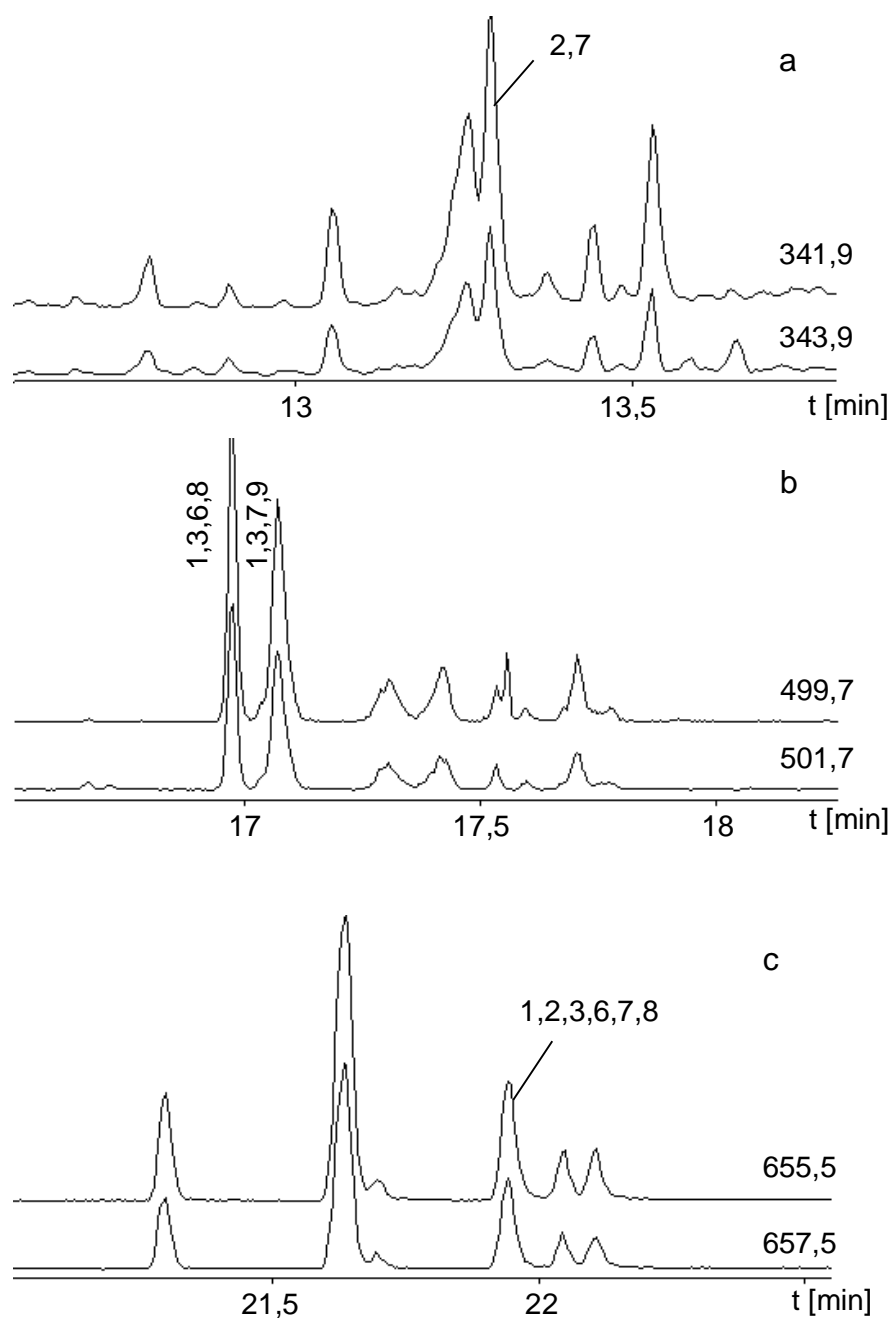 2,7
a
341,9
343,9
13
13,5
t [min]
1,3,6,8
1,3,7,9
b
499,7
501,7
17
17,5
18
t [min]
c
1,2,3,6,7,8
655,5
657,5
21,5
22
t [min]